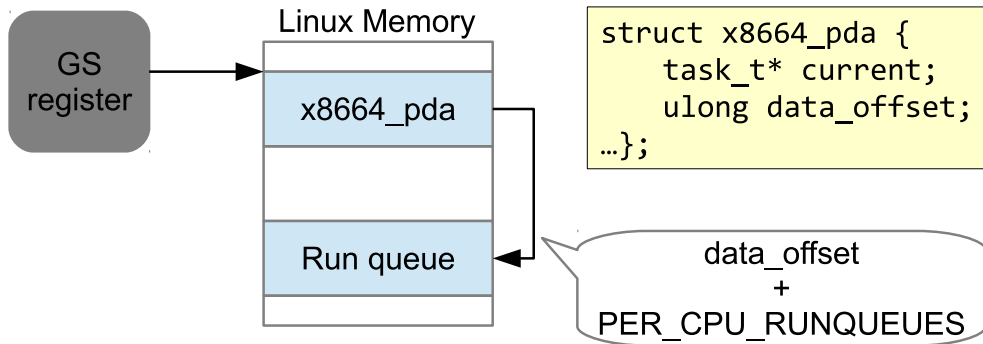 Linux Memory
GS
register
x8664_pda
Run queue
struct x8664_pda {
task_t* current;
ulong data_offset;
…};
data_offset
+
PER_CPU_RUNQUEUES